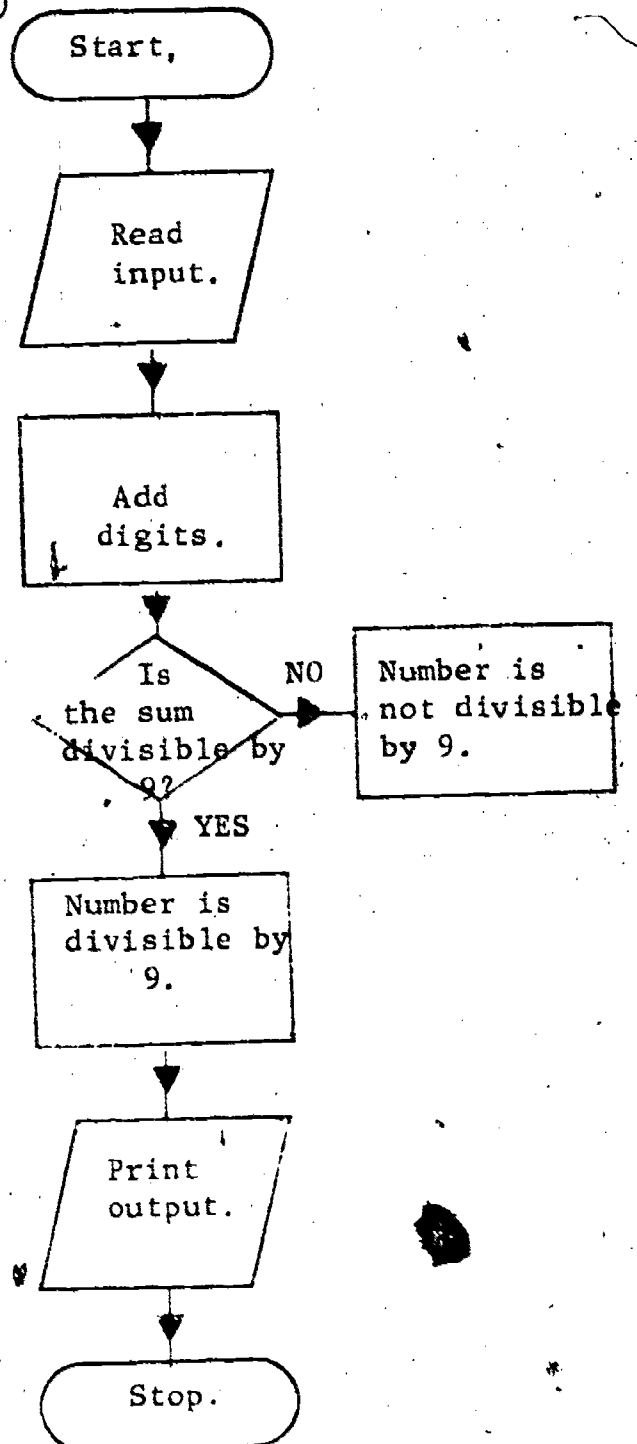 Start,
Read
input.
Add
digits.
Is
the sum
divisible by
9?
NO
Number is
not divisible
by 9.
YES
Number is
divisible by
9.
Print
output.
Stop.